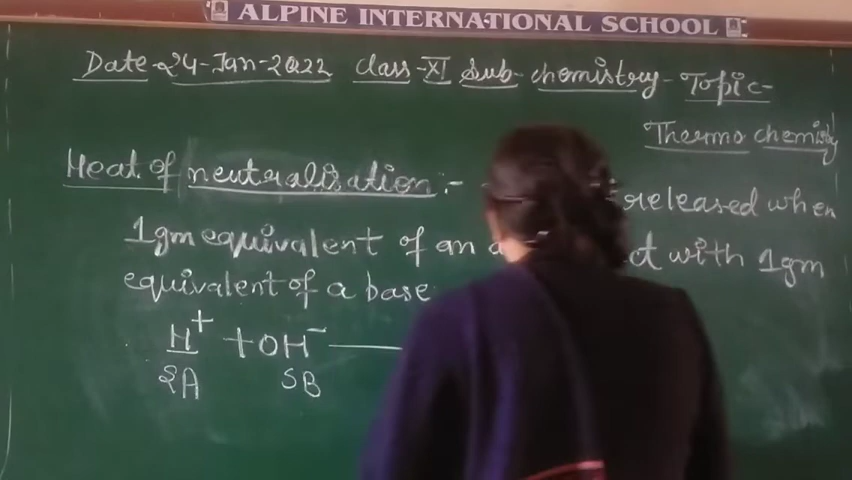 ALPINE INTERNATIONAL SCHOOL
Date-24-Jan-2022 Class-XI Sub-chemistry-Topic-
Thermo chemistry
Heat of neutralisation:- released when
1gm equivalent of an with 1gm
equivalent of a base
H⁺ + OH⁻ —
SA SB